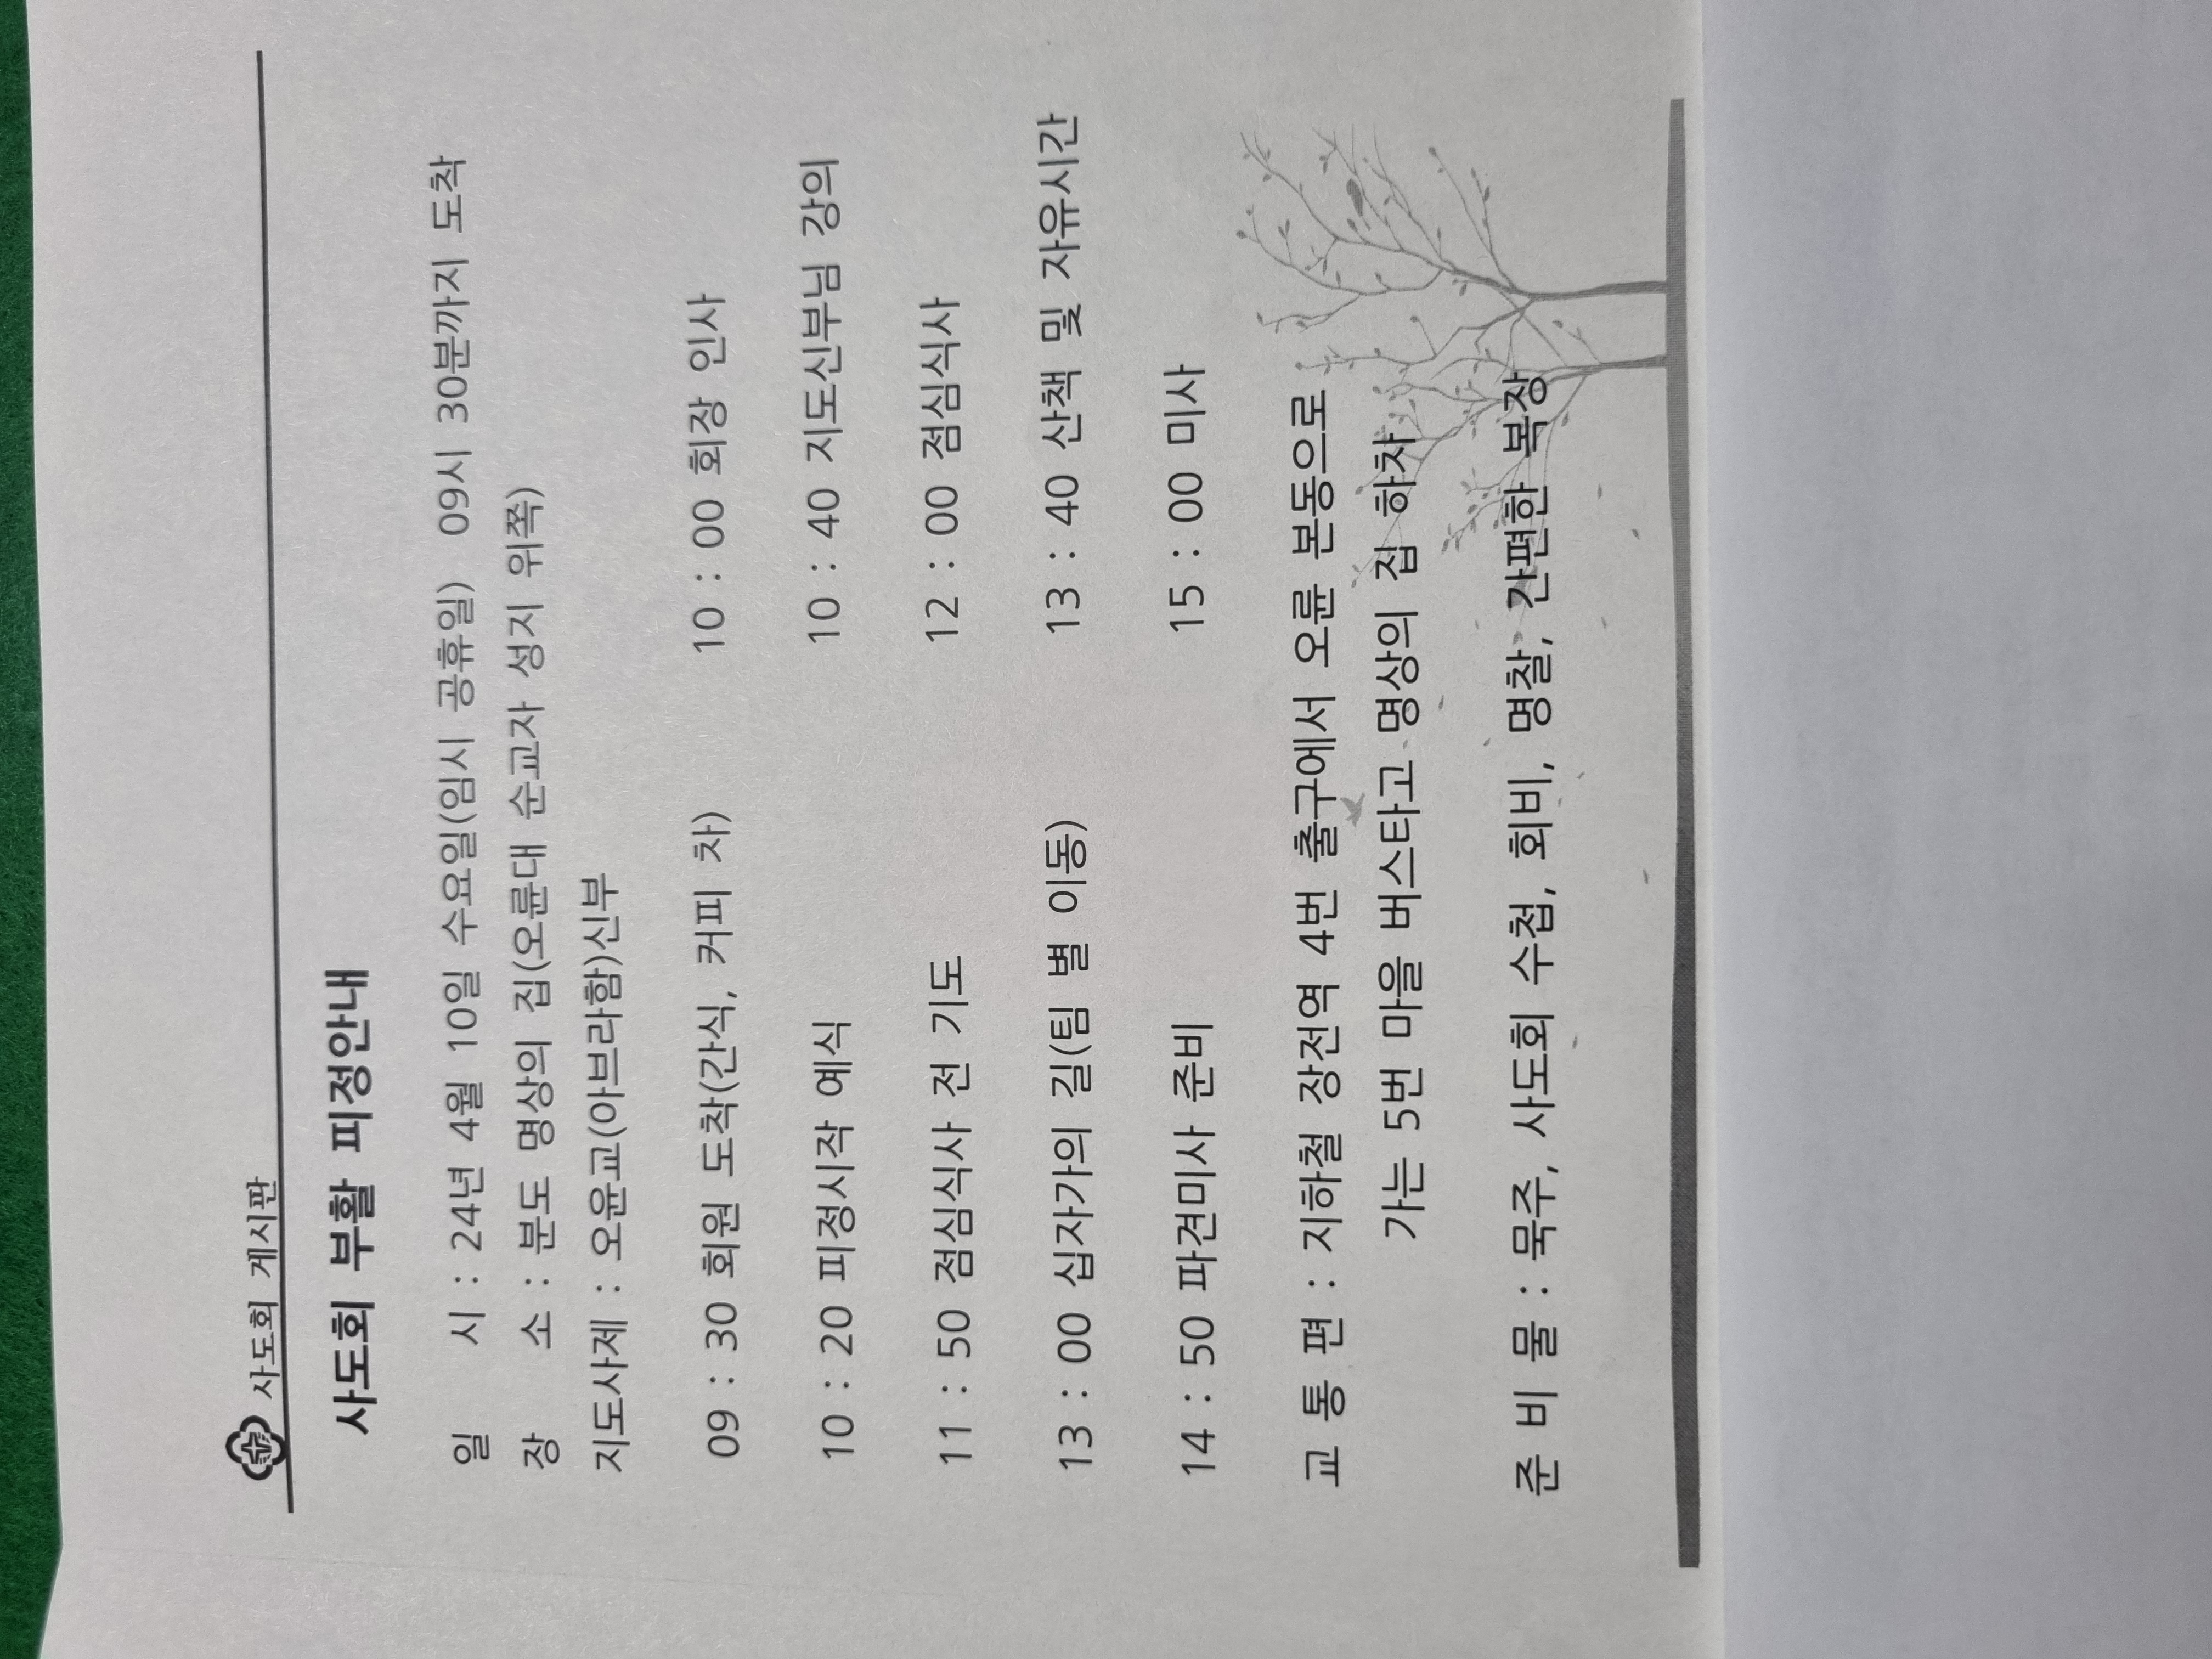 사도회 게시판
사도회 부활 피정안내
일 시 : 24년 4월 10일 수요일(임시 공휴일) 09시 30분까지 도착
장 소 : 분도 명상의 집(오륜대 순교자 성지 위쪽)
지도사제 : 오윤교(아브라함)신부
09 : 30 회원 도착(간식, 커피 차) 10 : 00 회장 인사
10 : 20 피정시작 예식 10 : 40 지도신부님 강의
11 : 50 점심식사 전 기도 12 : 00 점심식사
13 : 00 십자가의 길(팀 별 이동) 13 : 40 산책 및 자유시간
14 : 50 파견미사 준비 15 : 00 미사
교 통 편 : 지하철 장전역 4번 출구에서 오륜 본동으로
가는 5번 마을 버스타고 명상의 집 하차
준 비 물 : 묵주, 사도회 수첩, 회비, 명찰, 간편한 복장